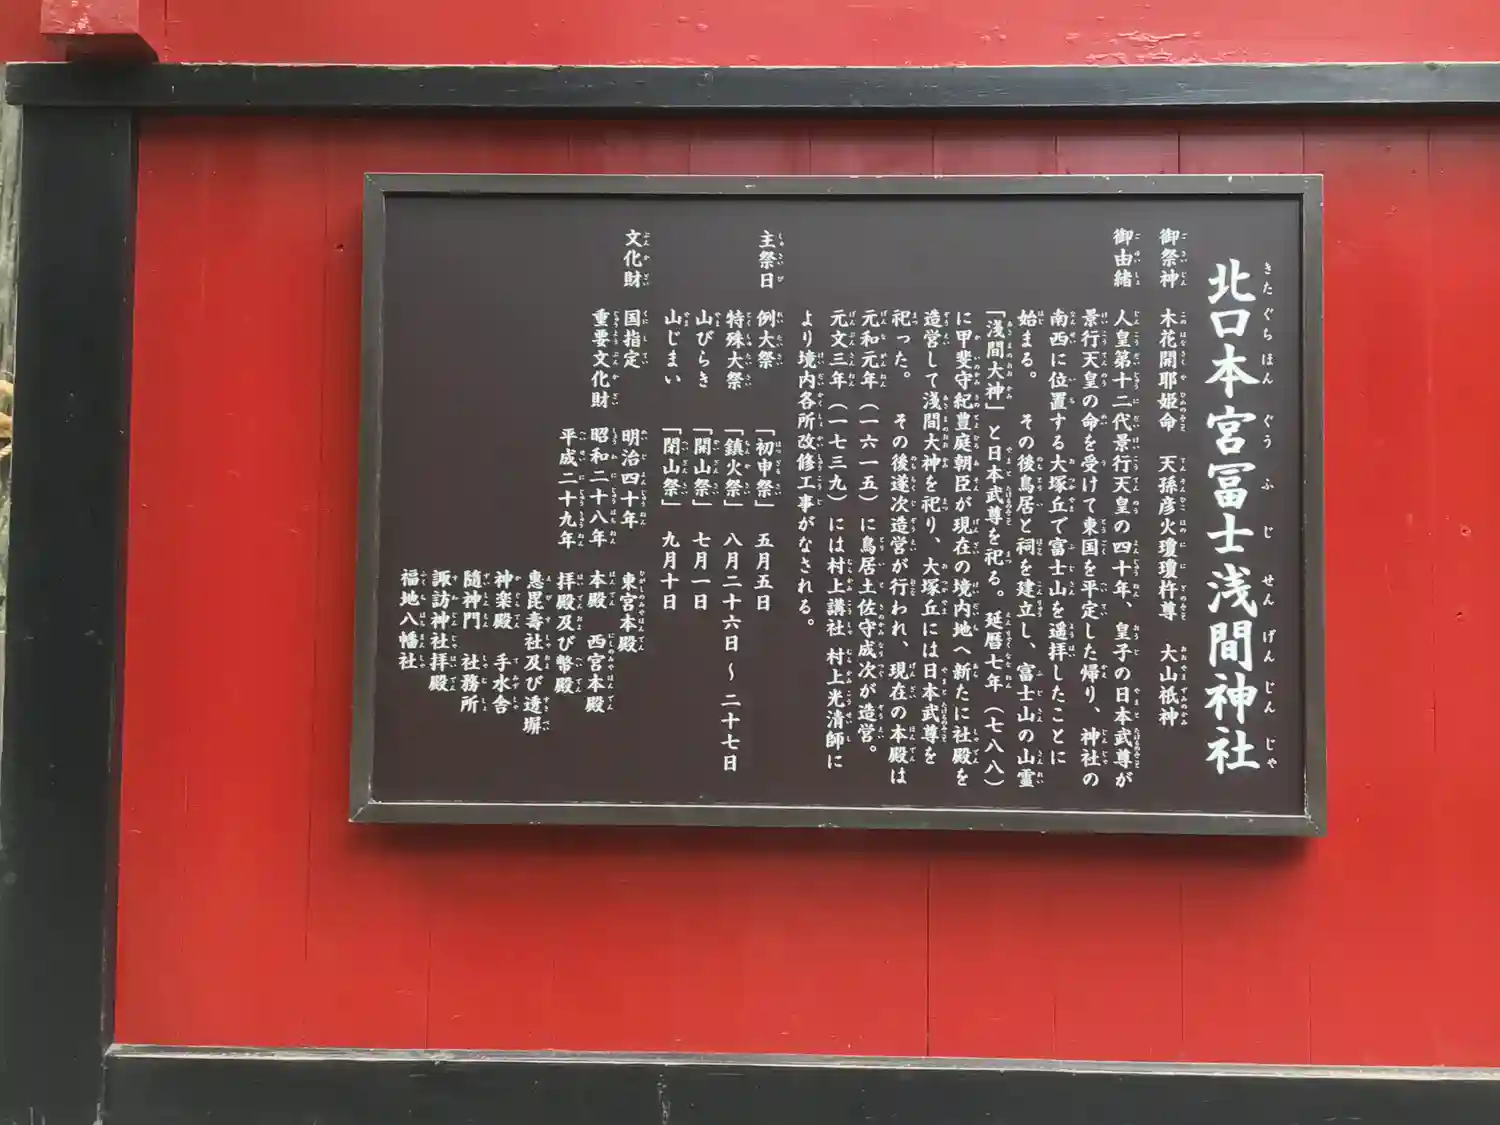 北口本宮冨士浅間神社
御祭神 木花開耶姫命 天孫彦火瓊瓊杵尊 大山祇神
御由緒 人皇第十二代景行天皇の四十年、皇子の日本武尊が
景行天皇の命を受けて東国を平定した帰り、神社の
南西に位置する大塚丘で富士山を遥拝したことに
始まる。 その後鳥居と祠を建立し、富士山の山霊
「浅間大神」と日本武尊を祀る。延暦七年（七八八）
に甲斐守紀豊庭朝臣が現在の境内地へ新たに社殿を
造営して浅間大神を祀り、大塚丘には日本武尊を
祀った。 その後遂次造営が行われ、現在の本殿は
元和元年（一六一五）に鳥居土佐守成次が造営。
元文三年（一七三九）には村上講社 村上光清師に
より境内各所改修工事がなされる。
主祭日 例大祭 「初申祭」 五月五日
特殊大祭 「鎮火祭」 八月二十六日～二十七日
山びらき 「開山祭」 七月一日
山じまい 「閉山祭」 九月十日
文化財 国指定 明治四十年 東宮本殿
重要文化財 昭和二十八年 本殿 西宮本殿
平成二十九年 拝殿及び幣殿
恵毘壽社及び透塀
神楽殿 手水舎
隨神門 社務所
諏訪神社拝殿
福地八幡社